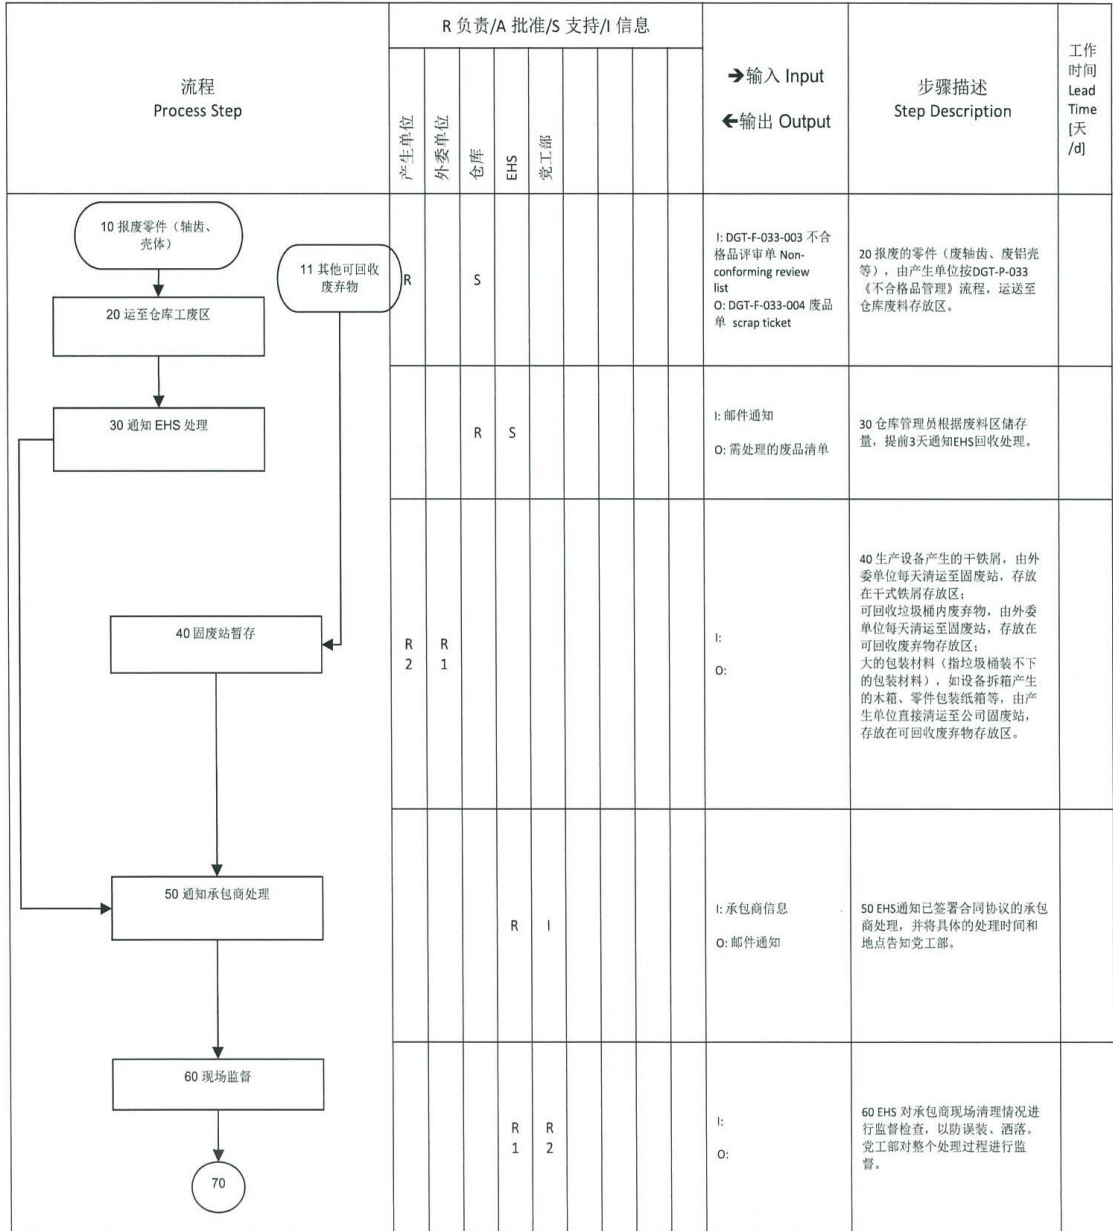 流程
Process Step
R 负责/A 批准/S 支持/I 信息
产生单位
外委单位
仓库
EHS
党工部
➔输入 Input
🡨输出 Output
步骤描述
Step Description
工作
时间
Lead
Time
[天
/d]
10 报废零件（轴齿、
壳体）
11 其他可回收
废弃物
20 运至仓库工废区
R
S
I: DGT-F-033-003 不合
格品评审单 Non-
conforming review
list
O: DGT-F-033-004 废品
单 scrap ticket
20 报废的零件（废轴齿、废铝壳
等），由产生单位按DGT-P-033
《不合格品管理》流程，运送至
仓库废料存放区。
30 通知 EHS 处理
R
S
I: 邮件通知
O: 需处理的废品清单
30 仓库管理员根据废料区储存
量，提前3天通知EHS回收处理。
40 固废站暂存
R
2
R
1
I:
O:
40 生产设备产生的干铁屑，由外
委单位每天清运至固废站，存放
在干式铁屑存放区；
可回收垃圾桶内废弃物，由外委
单位每天清运至固废站，存放在
可回收废弃物存放区；
大的包装材料（指垃圾桶装不下
的包装材料），如设备拆箱产生
的木箱、零件包装纸箱等，由产
生单位直接清运至公司固废站，
存放在可回收废弃物存放区。
50 通知承包商处理
R
I
I: 承包商信息
O: 邮件通知
50 EHS通知已签署合同协议的承包
商处理，并将具体的处理时间和
地点告知党工部。
60 现场监督
R
1
R
2
I:
O:
60 EHS 对承包商现场清理情况进
行监督检查，以防误装、洒落。
党工部对整个处理过程进行监
督。
70